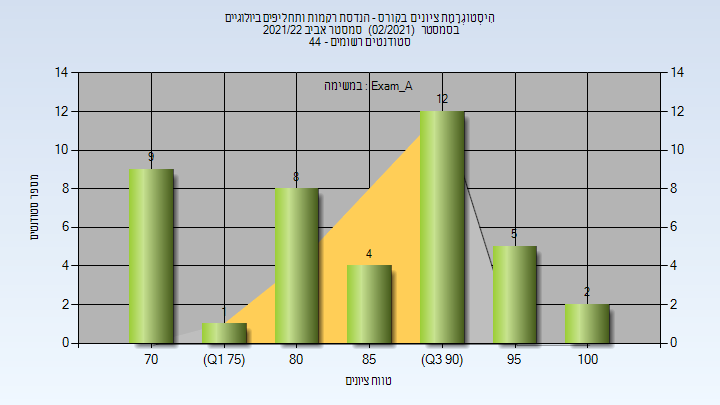 הִיסְטוֹגְרָמַת ציונים בקורס - הנדסת רקמות ותחליפים ביולוגיים
בסמסטר (02/2021) סמסטר אביב 2021/22
סטודנטים רשומים - 44
במשימה : Exam_A
14 14
12 12
10 10
8 8
6 6
4 4
2 2
0 0
9 1 8 4 12 5 2
מספר סטודנטים
70 (Q1 75) 80 85 (Q3 90) 95 100
טווח ציונים